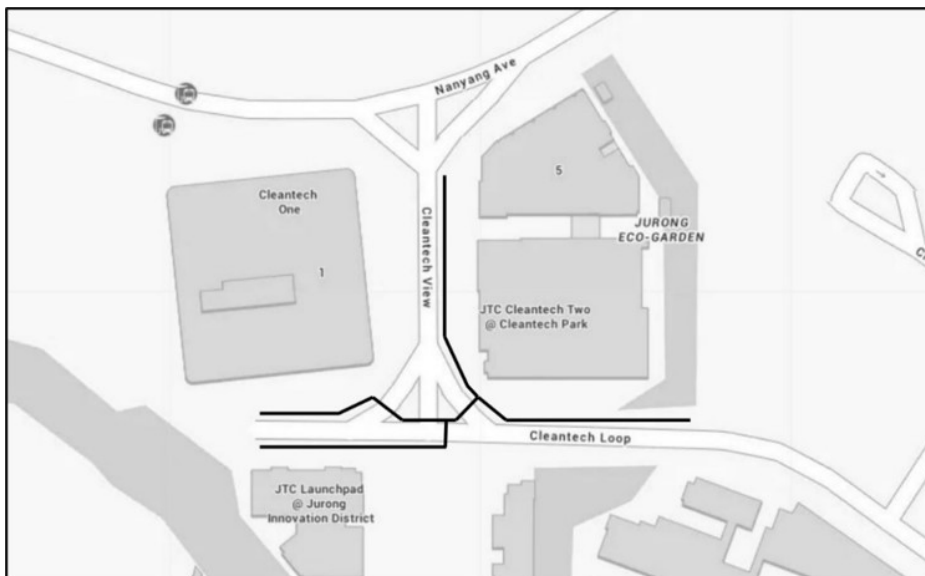 Nanyang Ave
Cleantech
One
5
Cleantech View
JURONG
ECO-GARDEN
1
JTC Cleantech Two
@ Cleantech Park
Cleantech Loop
JTC Launchpad
@ Jurong
Innovation District